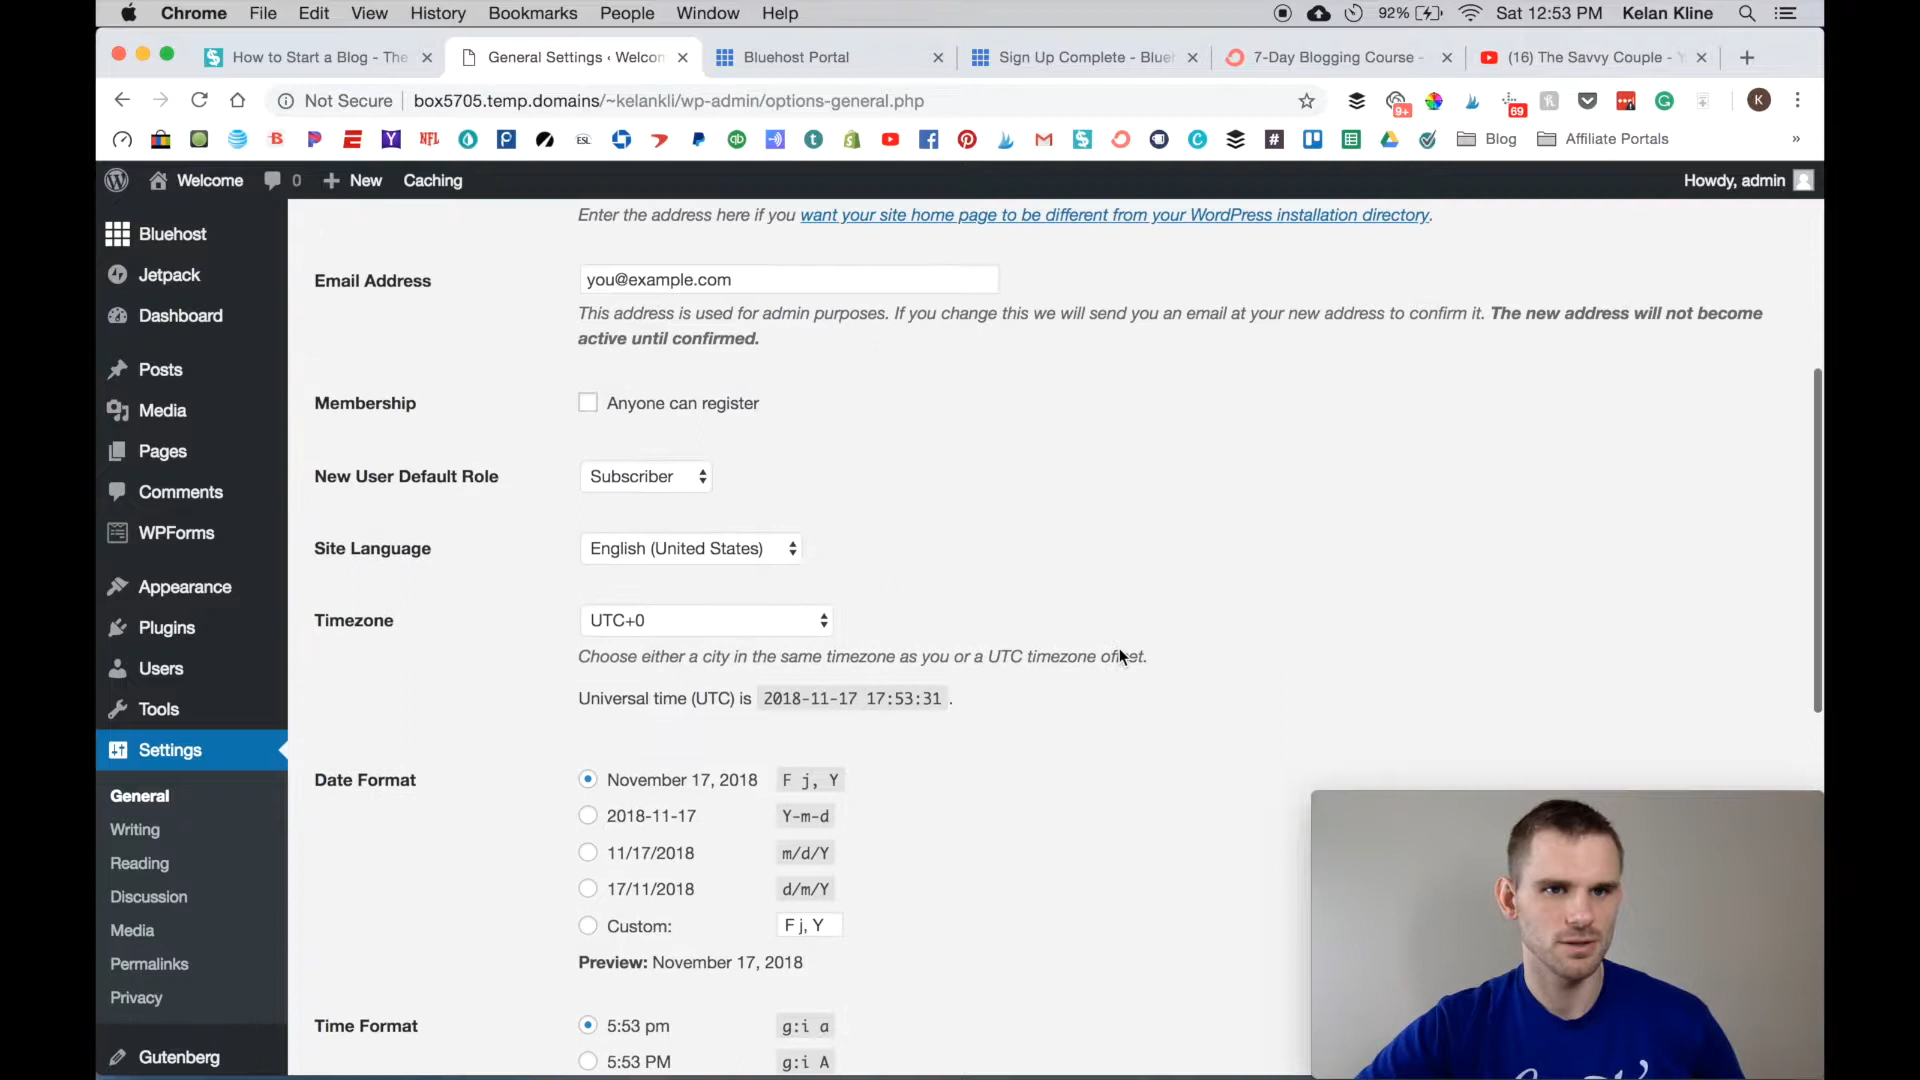 Chrome File Edit View History Bookmarks People Window Help 92% Sat 12:53 PM Kelan Kline
How to Start a Blog - The
General Settings ‹ Welcom
Bluehost Portal
Sign Up Complete - Blueh
7-Day Blogging Course -
(16) The Savvy Couple - Y
Not Secure box5705.temp.domains/~kelankli/wp-admin/options-general.php 9+ 69 K
NFL ESL Blog Affiliate Portals »
Welcome 0 New Caching Howdy, admin
Bluehost
Jetpack
Dashboard
Posts
Media
Pages
Comments
WPForms
Appearance
Plugins
Users
Tools
Settings
General
Writing
Reading
Discussion
Media
Permalinks
Privacy
Gutenberg
Enter the address here if you want your site home page to be different from your WordPress installation directory.
Email Address you@example.com
This address is used for admin purposes. If you change this we will send you an email at your new address to confirm it. The new address will not become
active until confirmed.
Membership Anyone can register
New User Default Role Subscriber
Site Language English (United States)
Timezone UTC+0
Choose either a city in the same timezone as you or a UTC timezone offset.
Universal time (UTC) is 2018-11-17 17:53:31 .
Date Format November 17, 2018 F j, Y
2018-11-17 Y-m-d
11/17/2018 m/d/Y
17/11/2018 d/m/Y
Custom: F j, Y
Preview: November 17, 2018
Time Format 5:53 pm g:i a
5:53 PM g:i A